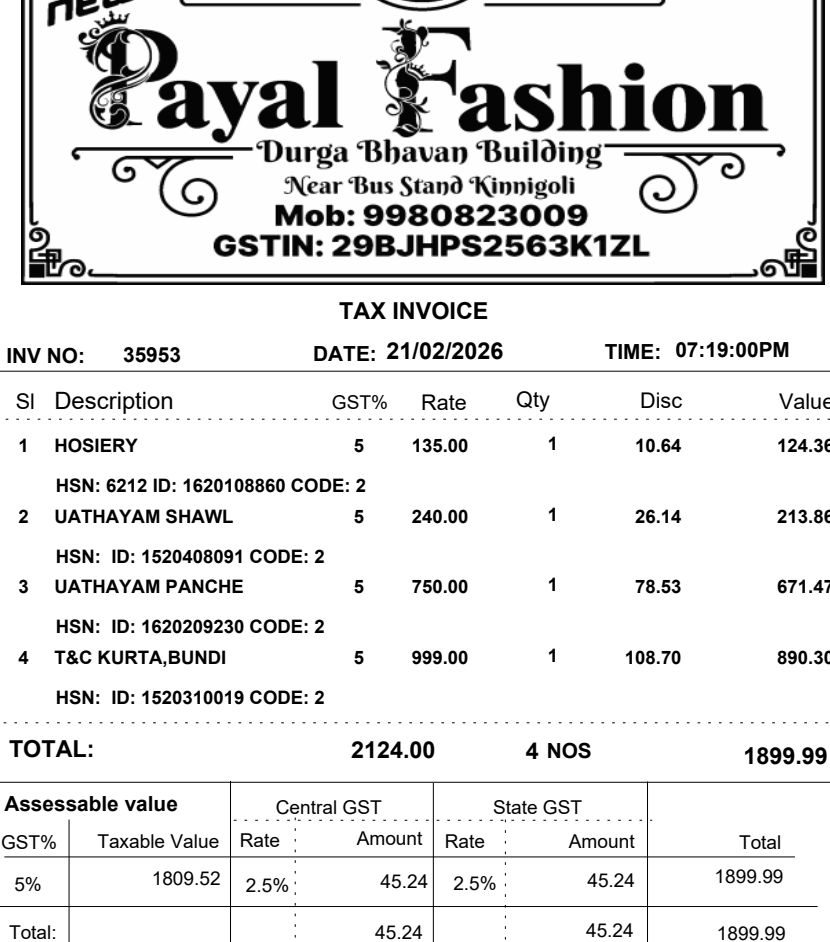 new
Payal Fashion
Durga Bhavan Building
Near Bus Stand Kinnigoli
Mob: 9980823009
GSTIN: 29BJHPS2563K1ZL
TAX INVOICE
INV NO: 35953 DATE: 21/02/2026 TIME: 07:19:00PM
Sl Description GST% Rate Qty Disc Value
1 HOSIERY 5 135.00 1 10.64 124.36
HSN: 6212 ID: 1620108860 CODE: 2
2 UATHAYAM SHAWL 5 240.00 1 26.14 213.86
HSN: ID: 1520408091 CODE: 2
3 UATHAYAM PANCHE 5 750.00 1 78.53 671.47
HSN: ID: 1620209230 CODE: 2
4 T&C KURTA,BUNDI 5 999.00 1 108.70 890.30
HSN: ID: 1520310019 CODE: 2
TOTAL: 2124.00 4 NOS 1899.99
Assessable value Central GST State GST
GST% Taxable Value Rate Amount Rate Amount Total
5% 1809.52 2.5% 45.24 2.5% 45.24 1899.99
Total: 45.24 45.24 1899.99